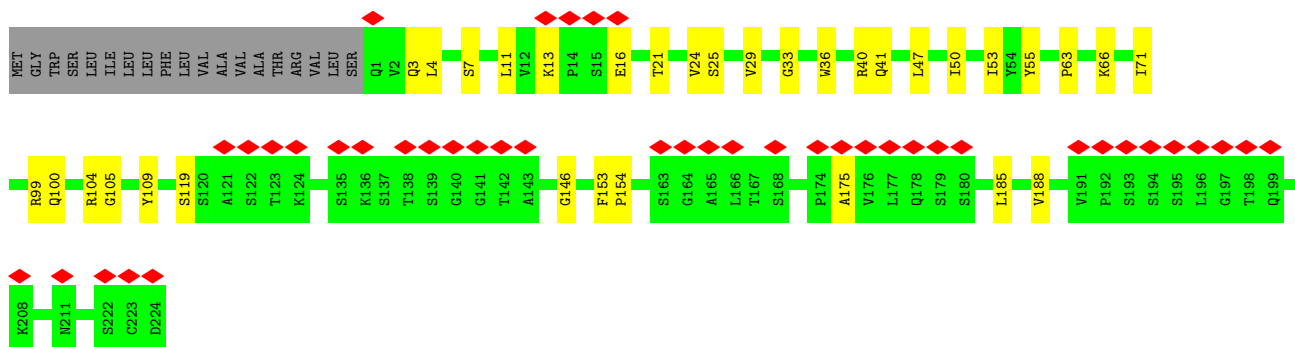 MET GLY TRP SER LEU ILE LEU LEU PHE LEU VAL ALA VAL ALA THR ARG VAL LEU SER Q1 V2 Q3 L4 S7 L11 V12 K13 P14 S15 E16 T21 V24 S25 V29 G33 W36 R40 Q41 L47 I50 I53 Y54 Y55 P63 K66 I71
R99 Q100 R104 G105 Y109 S119 S120 A121 S122 T123 K124 S135 K136 S137 T138 S139 G140 G141 T142 A143 G146 F153 P154 S163 G164 A165 L166 T167 S168 P174 A175 V176 L177 Q178 S179 S180 L185 V188 V191 P192 S193 S194 S195 L196 G197 T198 Q199
K208 N211 S222 C223 D224